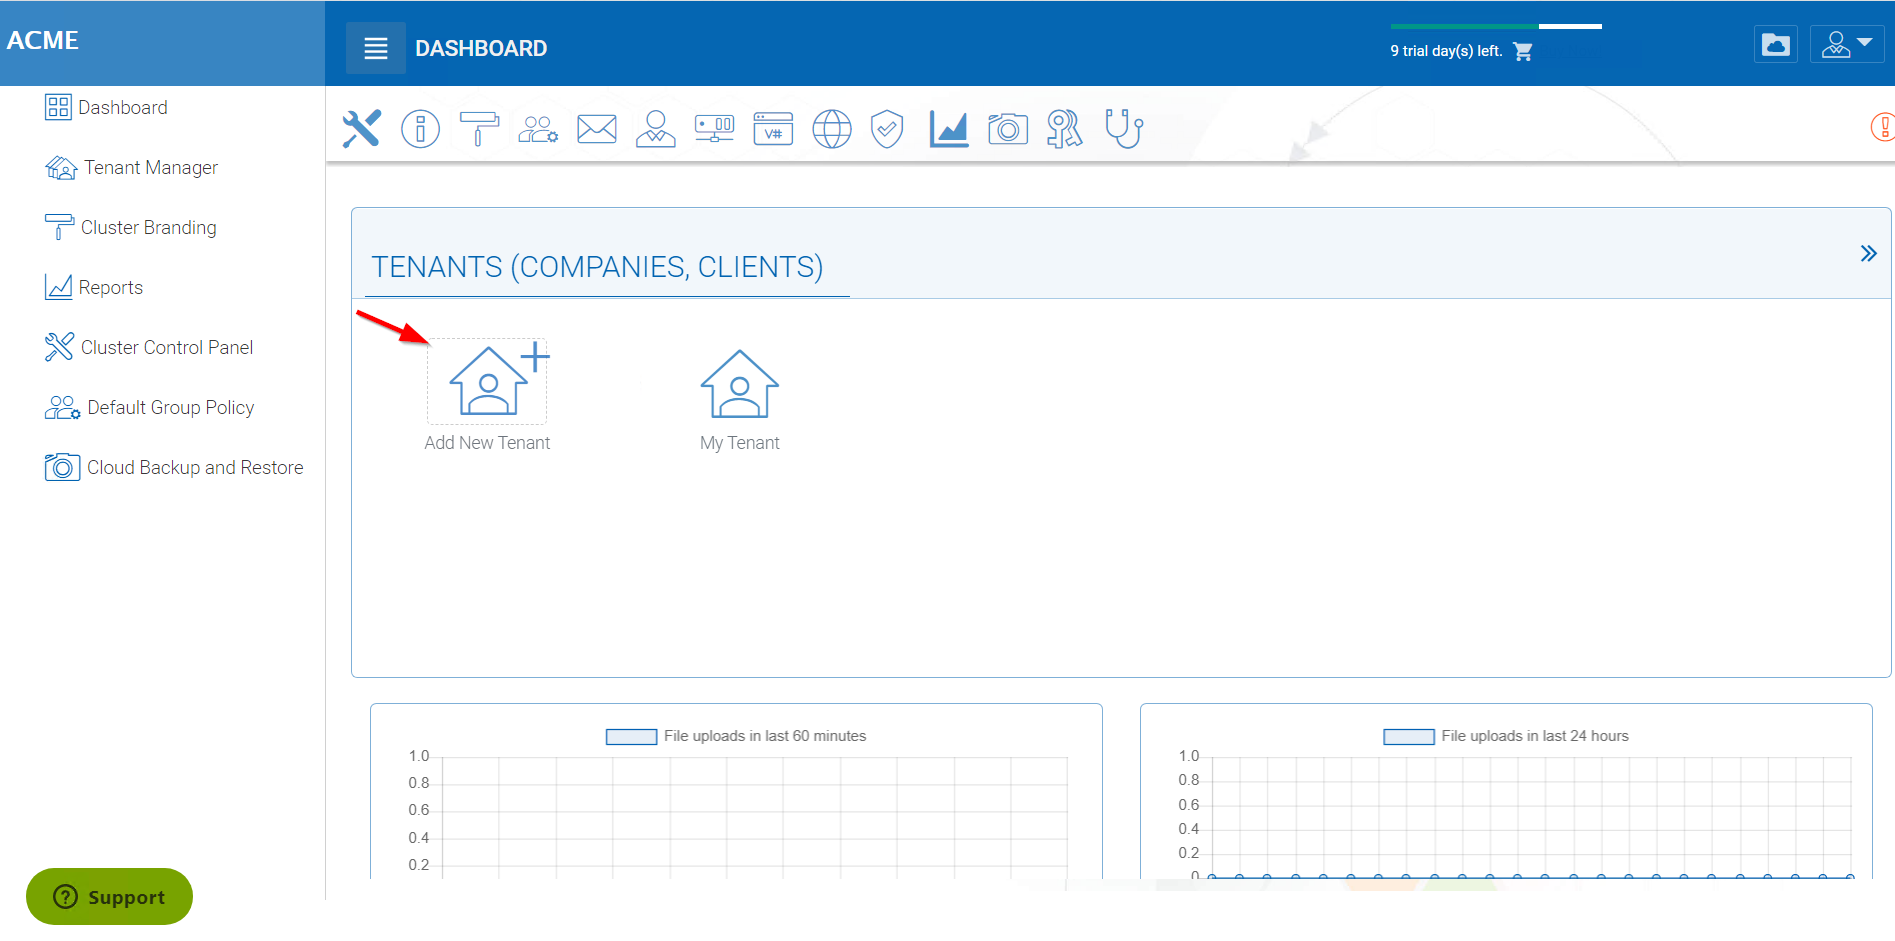 ACME
DASHBOARD
9 trial day(s) left.
Dashboard
Tenant Manager
Cluster Branding
Reports
Cluster Control Panel
Default Group Policy
Cloud Backup and Restore
V#
TENANTS (COMPANIES, CLIENTS)
Add New Tenant
My Tenant
File uploads in last 60 minutes
1.0
0.8
0.6
0.4
0.2
File uploads in last 24 hours
1.0
0.8
0.6
0.4
0.2
0
Support